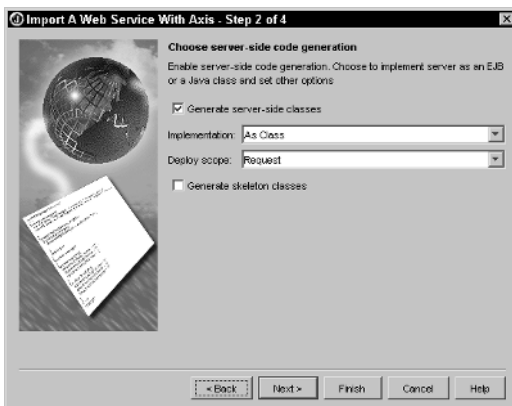 Import A Web Service With Axis - Step 2 of 4
Choose server-side code generation
Enable server-side code generation. Choose to implement server as an EJB
or a Java class and set other options
Generate server-side classes
Implementation: As Class
Deploy scope: Request
Generate skeleton classes
< Back Next > Finish Cancel Help